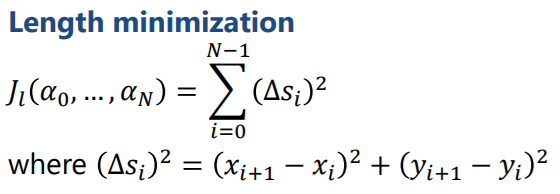 Length minimization
J_l(α_0, …, α_N) = \sum_{i=0}^{N-1} (Δs_i)^2
where (Δs_i)^2 = (x_{i+1} − x_i)^2 + (y_{i+1} − y_i)^2